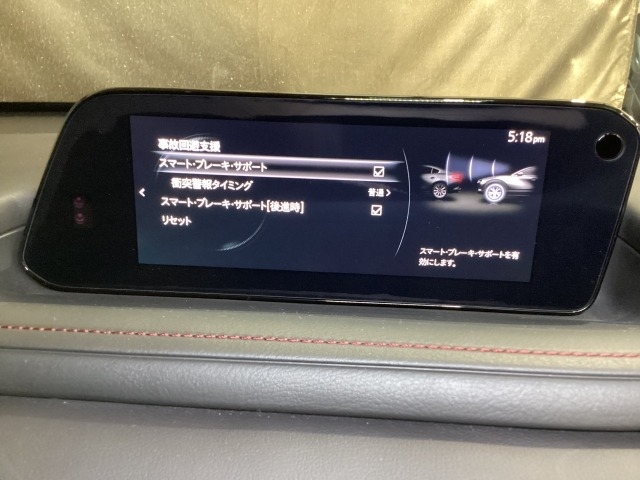 5:18pm
事故回避支援
スマート・ブレーキ・サポート
衝突警報タイミング
普通
スマート・ブレーキ・サポート[後進時]
リセット
スマート・ブレーキ・サポートを有
効にします。